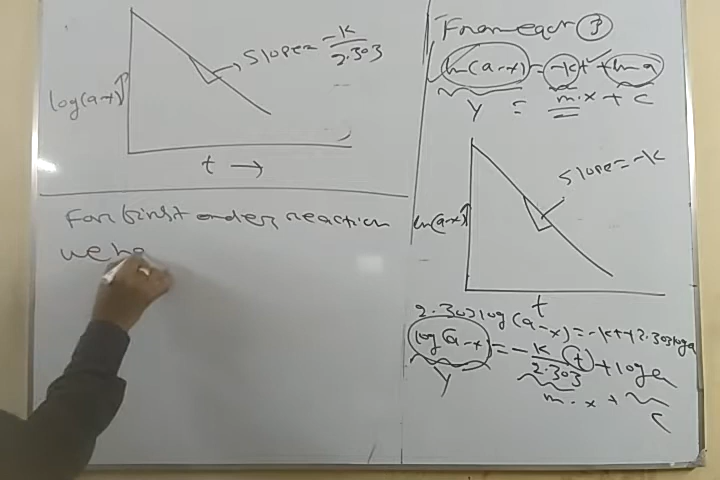 slope = -k/2.303
log(a-x)
t →
For first order reaction
we ha
From eqn ③
ln(a-x) = -kt + ln a
y = m.x + c
slope = -k
ln(a-x)
t
2.303 log(a-x) = -kt + 2.303 log a
log(a-x) = -k/2.303 (t) + log a
y m.x + c